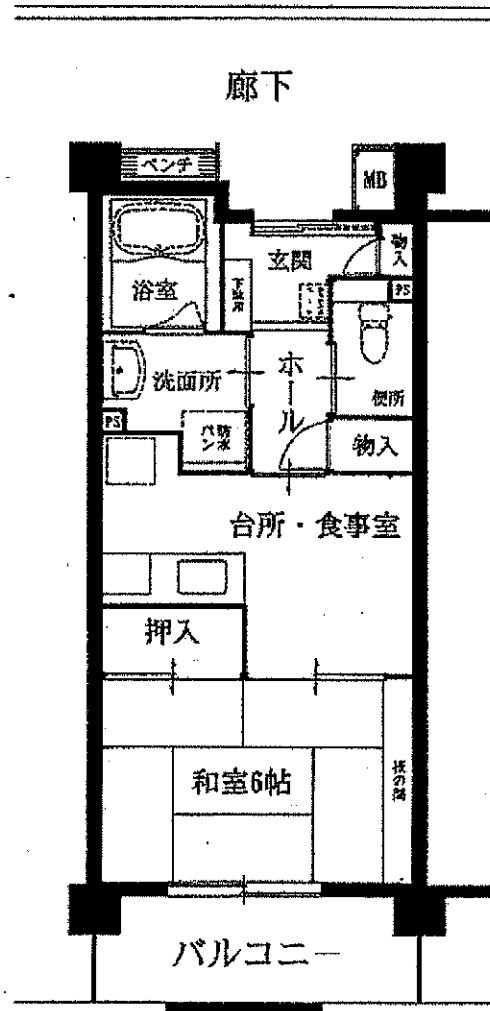 廊下
ベンチ
MB
玄関
物入
浴室
下駄箱
PS
洗面所
ホール
便所
PS
防水
パン
物入
台所・食事室
押入
和室6帖
板の間
バルコニー